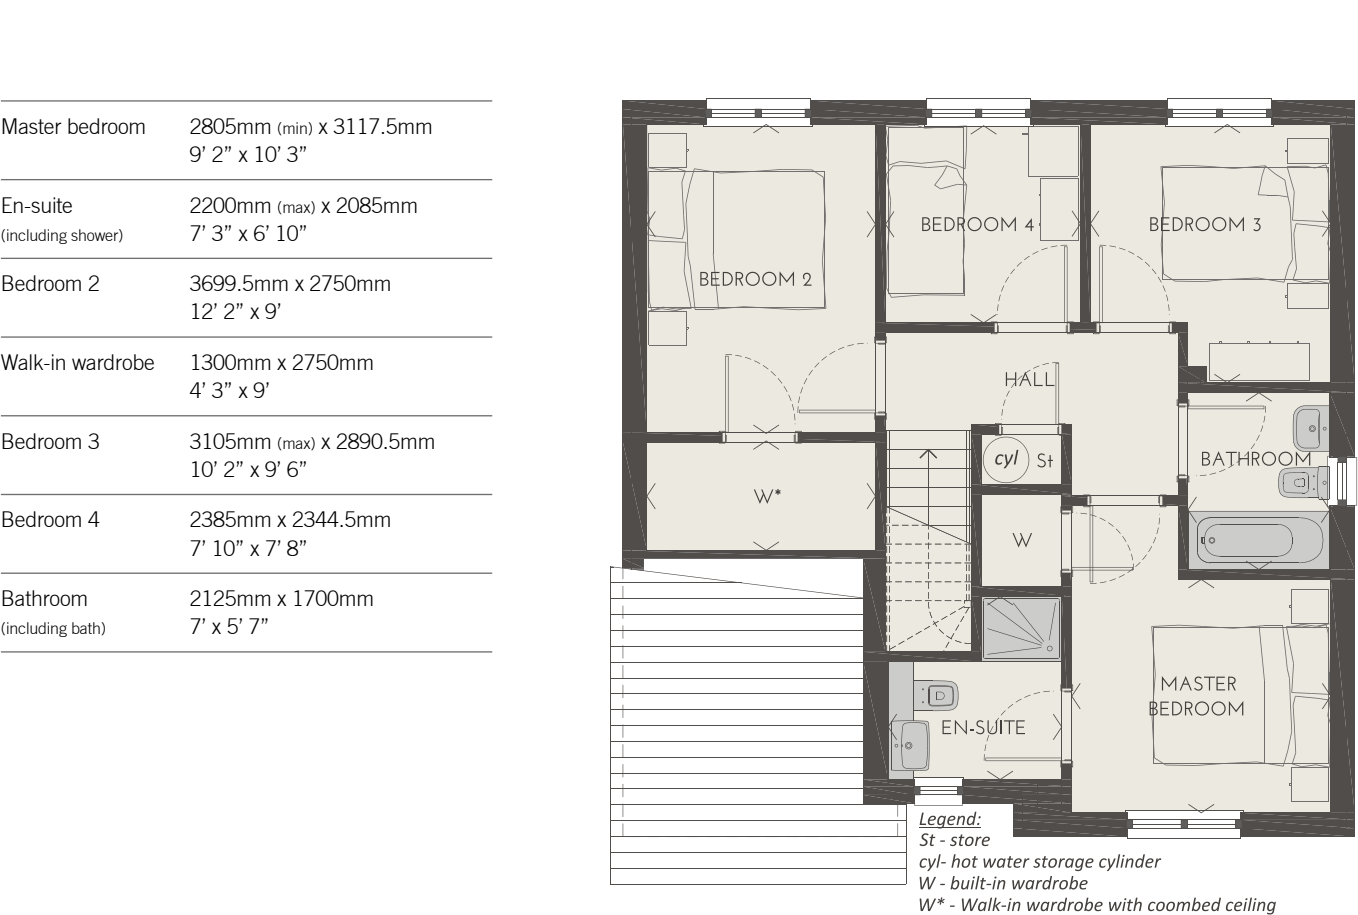 Master bedroom 2805mm (min) x 3117.5mm
9’ 2” x 10’ 3”
En-suite 2200mm (max) x 2085mm
(including shower) 7’ 3” x 6’ 10”
Bedroom 2 3699.5mm x 2750mm
12’ 2” x 9’
Walk-in wardrobe 1300mm x 2750mm
4’ 3” x 9’
Bedroom 3 3105mm (max) x 2890.5mm
10’ 2” x 9’ 6”
Bedroom 4 2385mm x 2344.5mm
7’ 10” x 7’ 8”
Bathroom 2125mm x 1700mm
(including bath) 7’ x 5’ 7”
BEDROOM 4
BEDROOM 3
BEDROOM 2
HALL
cyl St
BATHROOM
W*
W
MASTER
BEDROOM
EN-SUITE
Legend:
St - store
cyl- hot water storage cylinder
W - built-in wardrobe
W* - Walk-in wardrobe with coombed ceiling